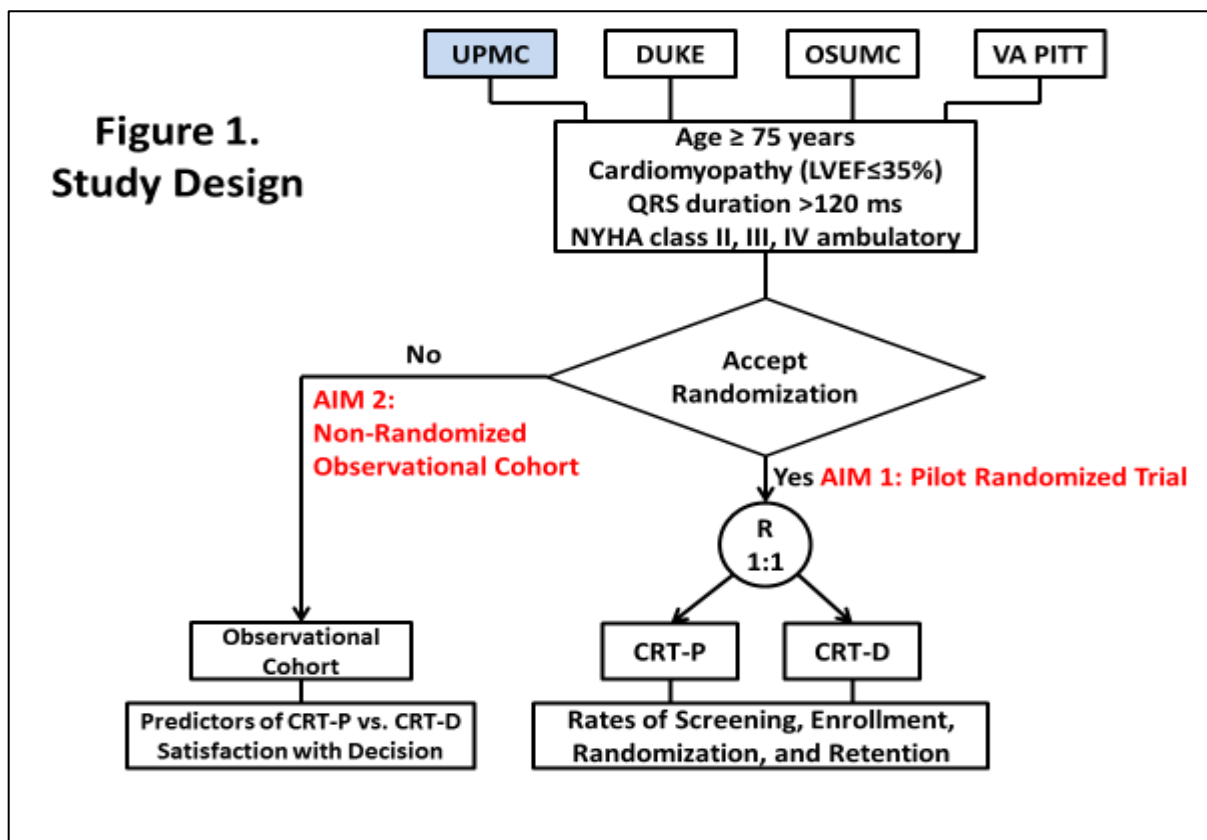 UPMC
DUKE
OSUMC
VA PITT
Figure 1.
Study Design
Age ≥ 75 years
Cardiomyopathy (LVEF≤35%)
QRS duration >120 ms
NYHA class II, III, IV ambulatory
Accept
Randomization
No
AIM 2:
Non-Randomized
Observational Cohort
Yes AIM 1: Pilot Randomized Trial
R
1:1
Observational
Cohort
CRT-P
CRT-D
Predictors of CRT-P vs. CRT-D
Satisfaction with Decision
Rates of Screening, Enrollment,
Randomization, and Retention